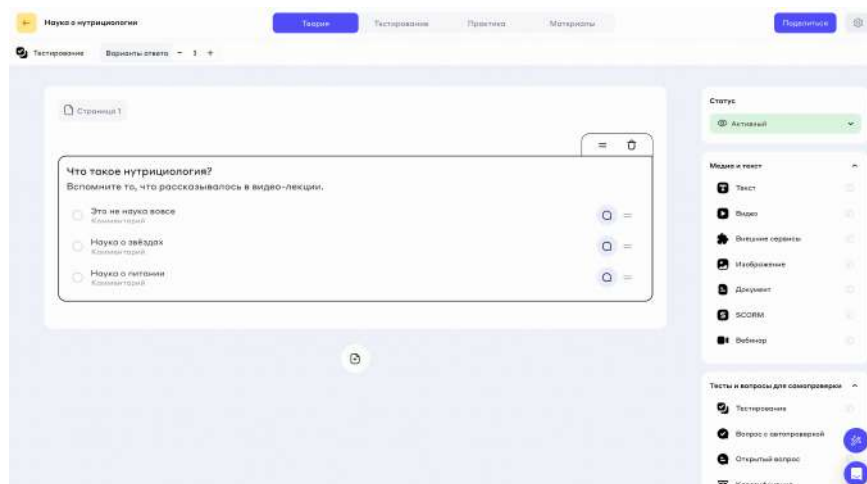 Наука о нутрициологии
Теория
Тестирование
Практика
Материалы
Поделиться
Тестирование
Варианты ответа - 3 +
Страница 1
Что такое нутрициология?
Вспомните то, что рассказывалось в видео-лекции.
Это не наука вовсе
Комментарий
Наука о звёздах
Комментарий
Наука о питании
Комментарий
Статус
Активный
Медиа и текст
Текст
Видео
Внешние сервисы
Изображение
Документ
SCORM
Вебинар
Тесты и вопросы для самопроверки
Тестирование
Вопрос с автопроверкой
Открытый вопрос